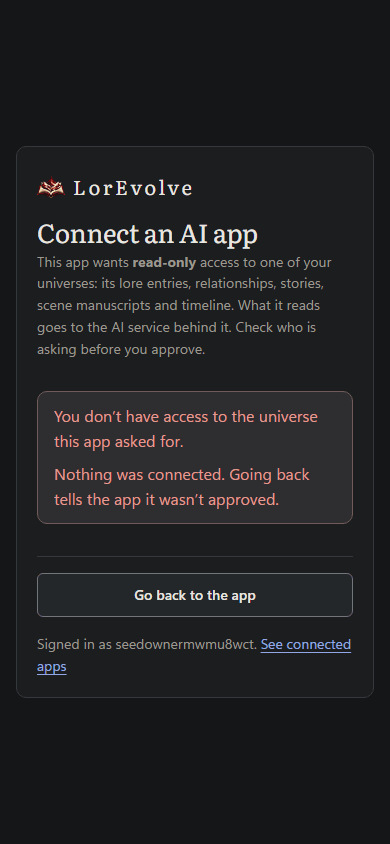 LorEvolve
Connect an AI app
This app wants read-only access to one of your
universes: its lore entries, relationships, stories,
scene manuscripts and timeline. What it reads
goes to the AI service behind it. Check who is
asking before you approve.
You don’t have access to the universe
this app asked for.
Nothing was connected. Going back
tells the app it wasn’t approved.
Go back to the app
Signed in as seedownermwmu8wct. See connected
apps